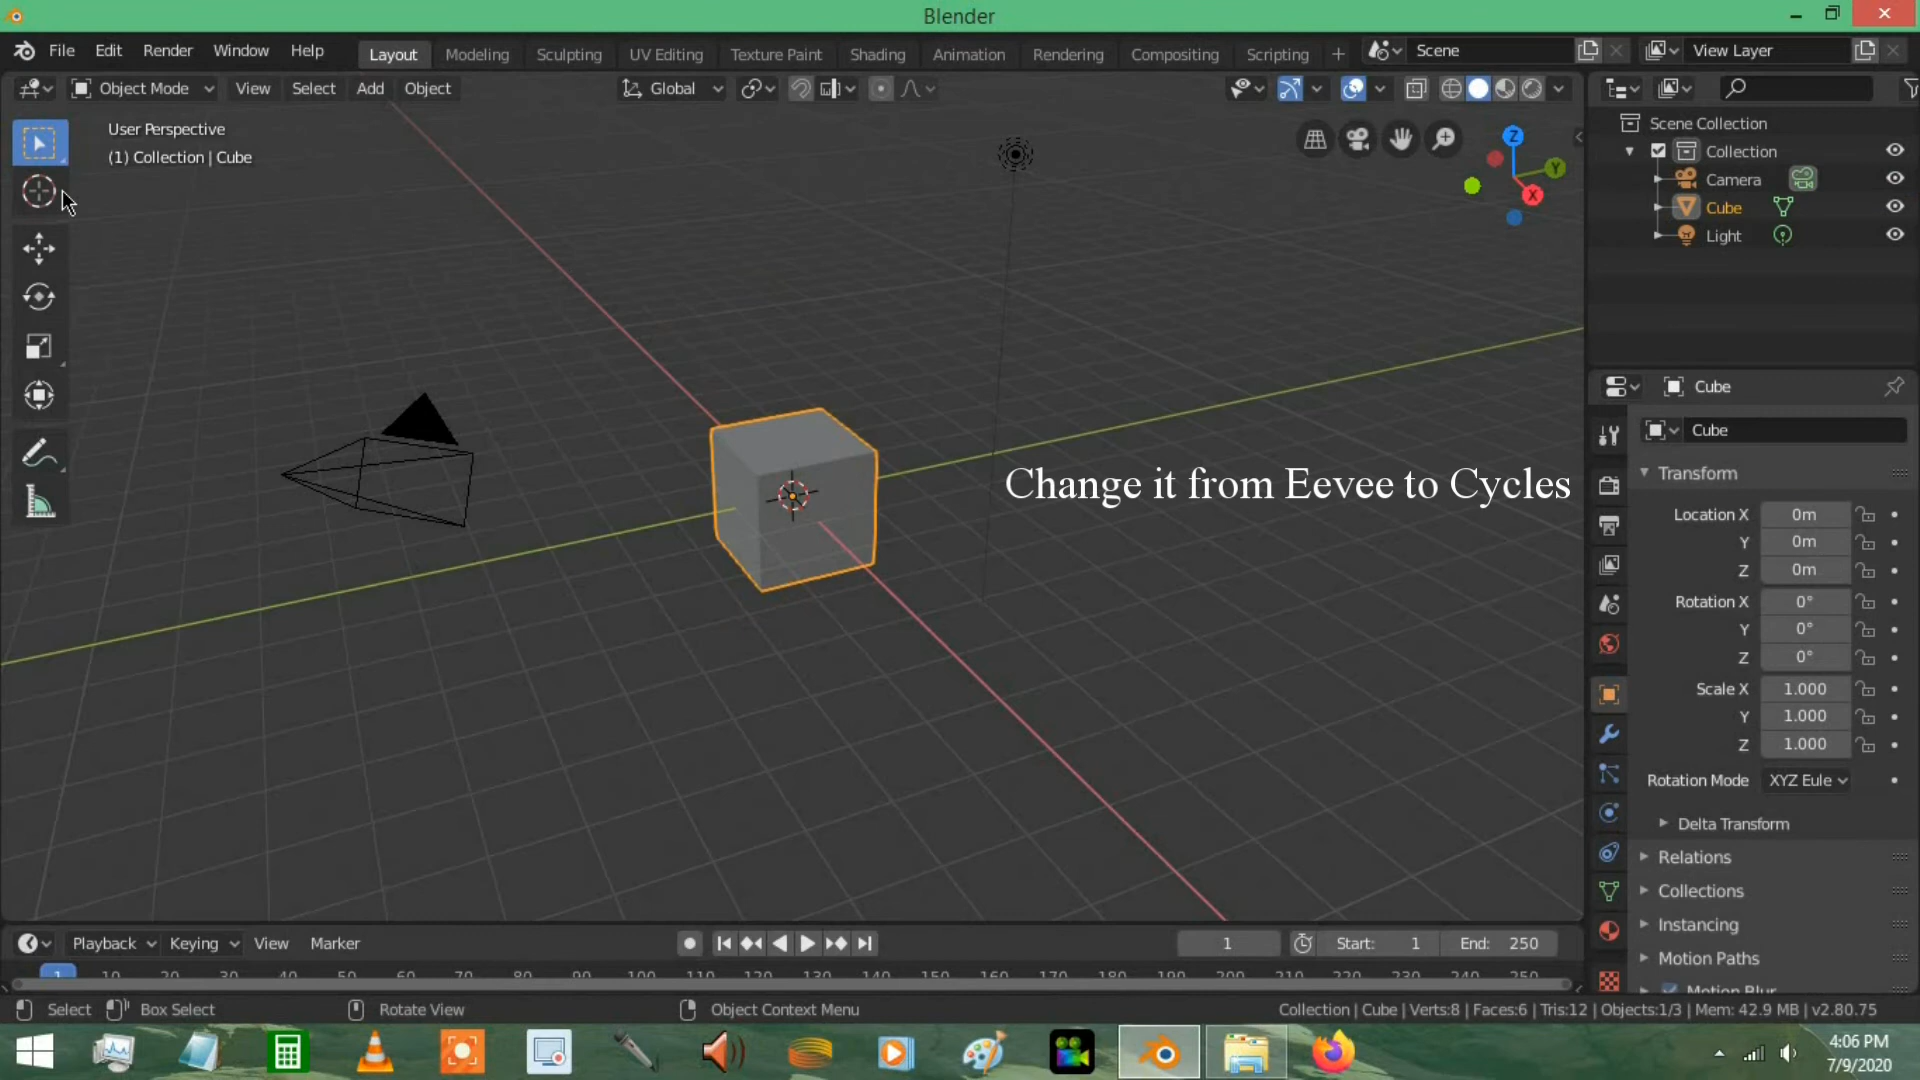 Blender
File Edit Render Window Help Layout Modeling Sculpting UV Editing Texture Paint Shading Animation Rendering Compositing Scripting + Scene View Layer
Object Mode View Select Add Object Global
User Perspective
(1) Collection | Cube
Z
Y
X
Scene Collection
Collection
Camera
Cube
Light
Change it from Eevee to Cycles
Cube
Cube
Transform
Location X 0m
Y 0m
Z 0m
Rotation X 0°
Y 0°
Z 0°
Scale X 1.000
Y 1.000
Z 1.000
Rotation Mode XYZ Eule
Delta Transform
Relations
Collections
Instancing
Motion Paths
Motion Blur
Playback Keying View Marker 1 Start: 1 End: 250
1 10 20 30 40 50 60 70 80 90 100 110 120 130 140 150 160 170 180 190 200 210 220 230 240 250
Select Box Select Rotate View Object Context Menu Collection | Cube | Verts:8 | Faces:6 | Tris:12 | Objects:1/3 | Mem: 42.9 MB | v2.80.75
4:06 PM
7/9/2020